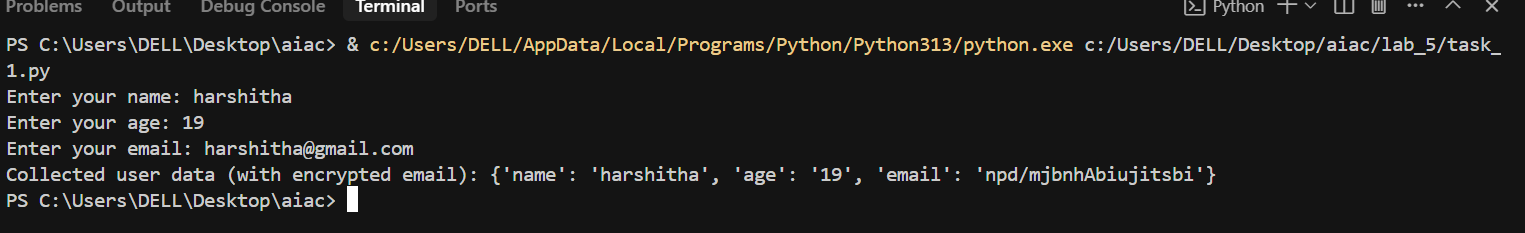 Problems Output Debug Console Terminal Ports Python
PS C:\Users\DELL\Desktop\aiac> & c:/Users/DELL/AppData/Local/Programs/Python/Python313/python.exe c:/Users/DELL/Desktop/aiac/lab_5/task_
1.py
Enter your name: harshitha
Enter your age: 19
Enter your email: harshitha@gmail.com
Collected user data (with encrypted email): {'name': 'harshitha', 'age': '19', 'email': 'npd/mjbnhAbiujitsbi'}
PS C:\Users\DELL\Desktop\aiac>